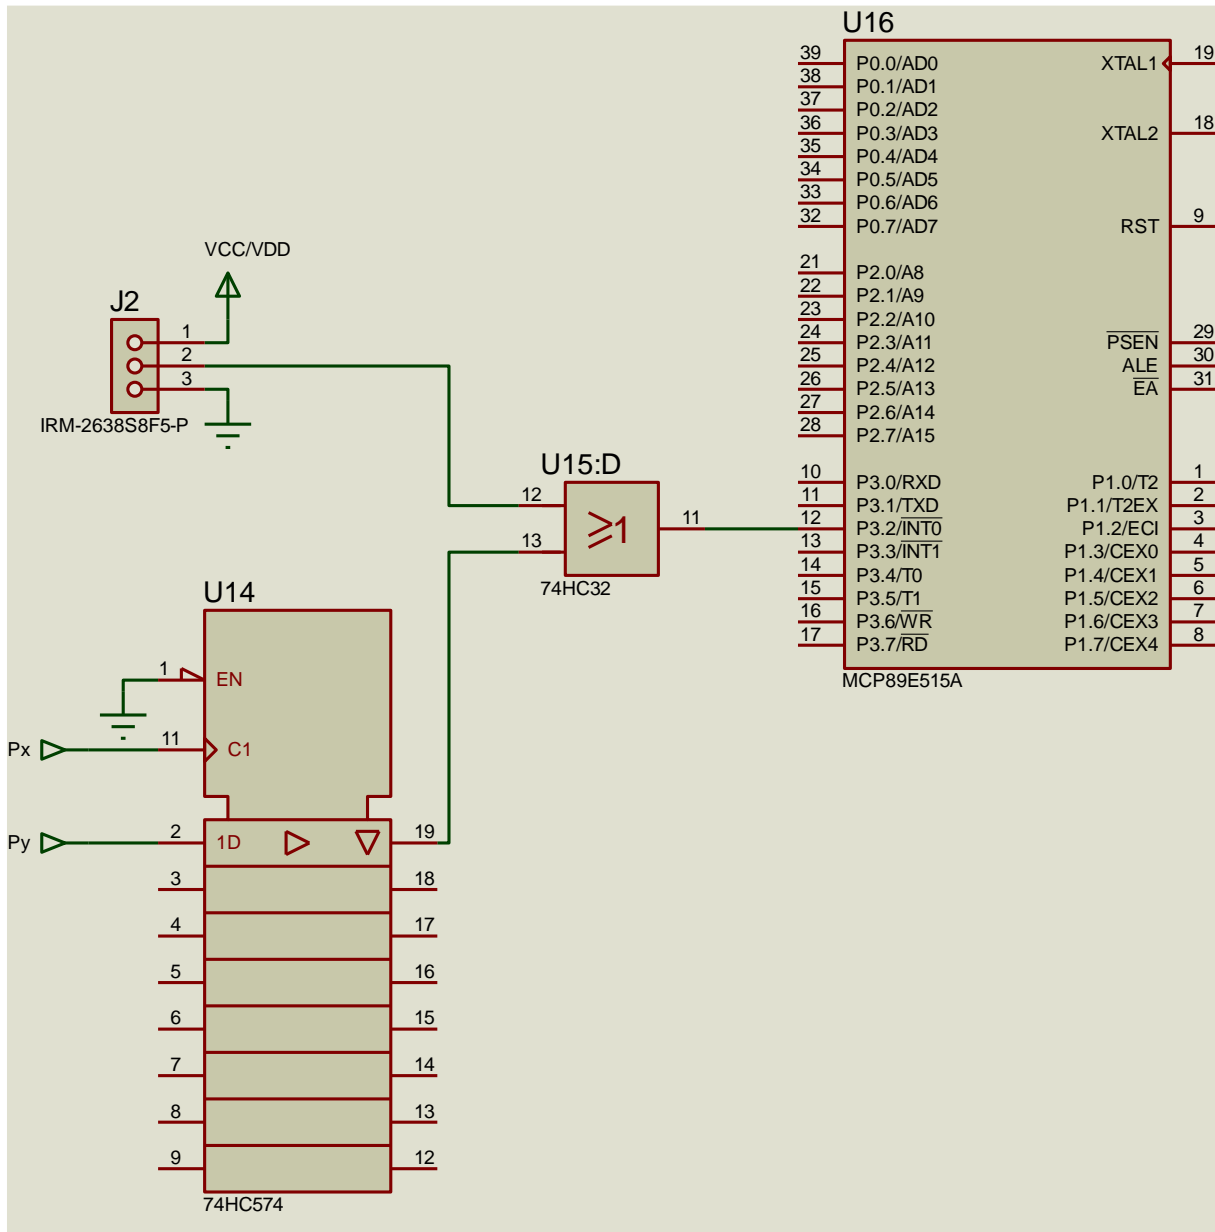 U16
39 P0.0/AD0 XTAL1 19
38 P0.1/AD1
37 P0.2/AD2
36 P0.3/AD3 XTAL2 18
35 P0.4/AD4
34 P0.5/AD5
33 P0.6/AD6
32 P0.7/AD7 RST 9
21 P2.0/A8
22 P2.1/A9
23 P2.2/A10
24 P2.3/A11 PSEN 29
25 P2.4/A12 ALE 30
26 P2.5/A13 EA 31
27 P2.6/A14
28 P2.7/A15
10 P3.0/RXD P1.0/T2 1
11 P3.1/TXD P1.1/T2EX 2
12 P3.2/INT0 P1.2/ECI 3
13 P3.3/INT1 P1.3/CEX0 4
14 P3.4/T0 P1.4/CEX1 5
15 P3.5/T1 P1.5/CEX2 6
16 P3.6/WR P1.6/CEX3 7
17 P3.7/RD P1.7/CEX4 8
MCP89E515A
VCC/VDD
J2
1
2
3
IRM-2638S8F5-P
U15:D
12
13
≥1
11
74HC32
U14
1 EN
Px 11 C1
Py 2 1D 19
3 18
4 17
5 16
6 15
7 14
8 13
9 12
74HC574